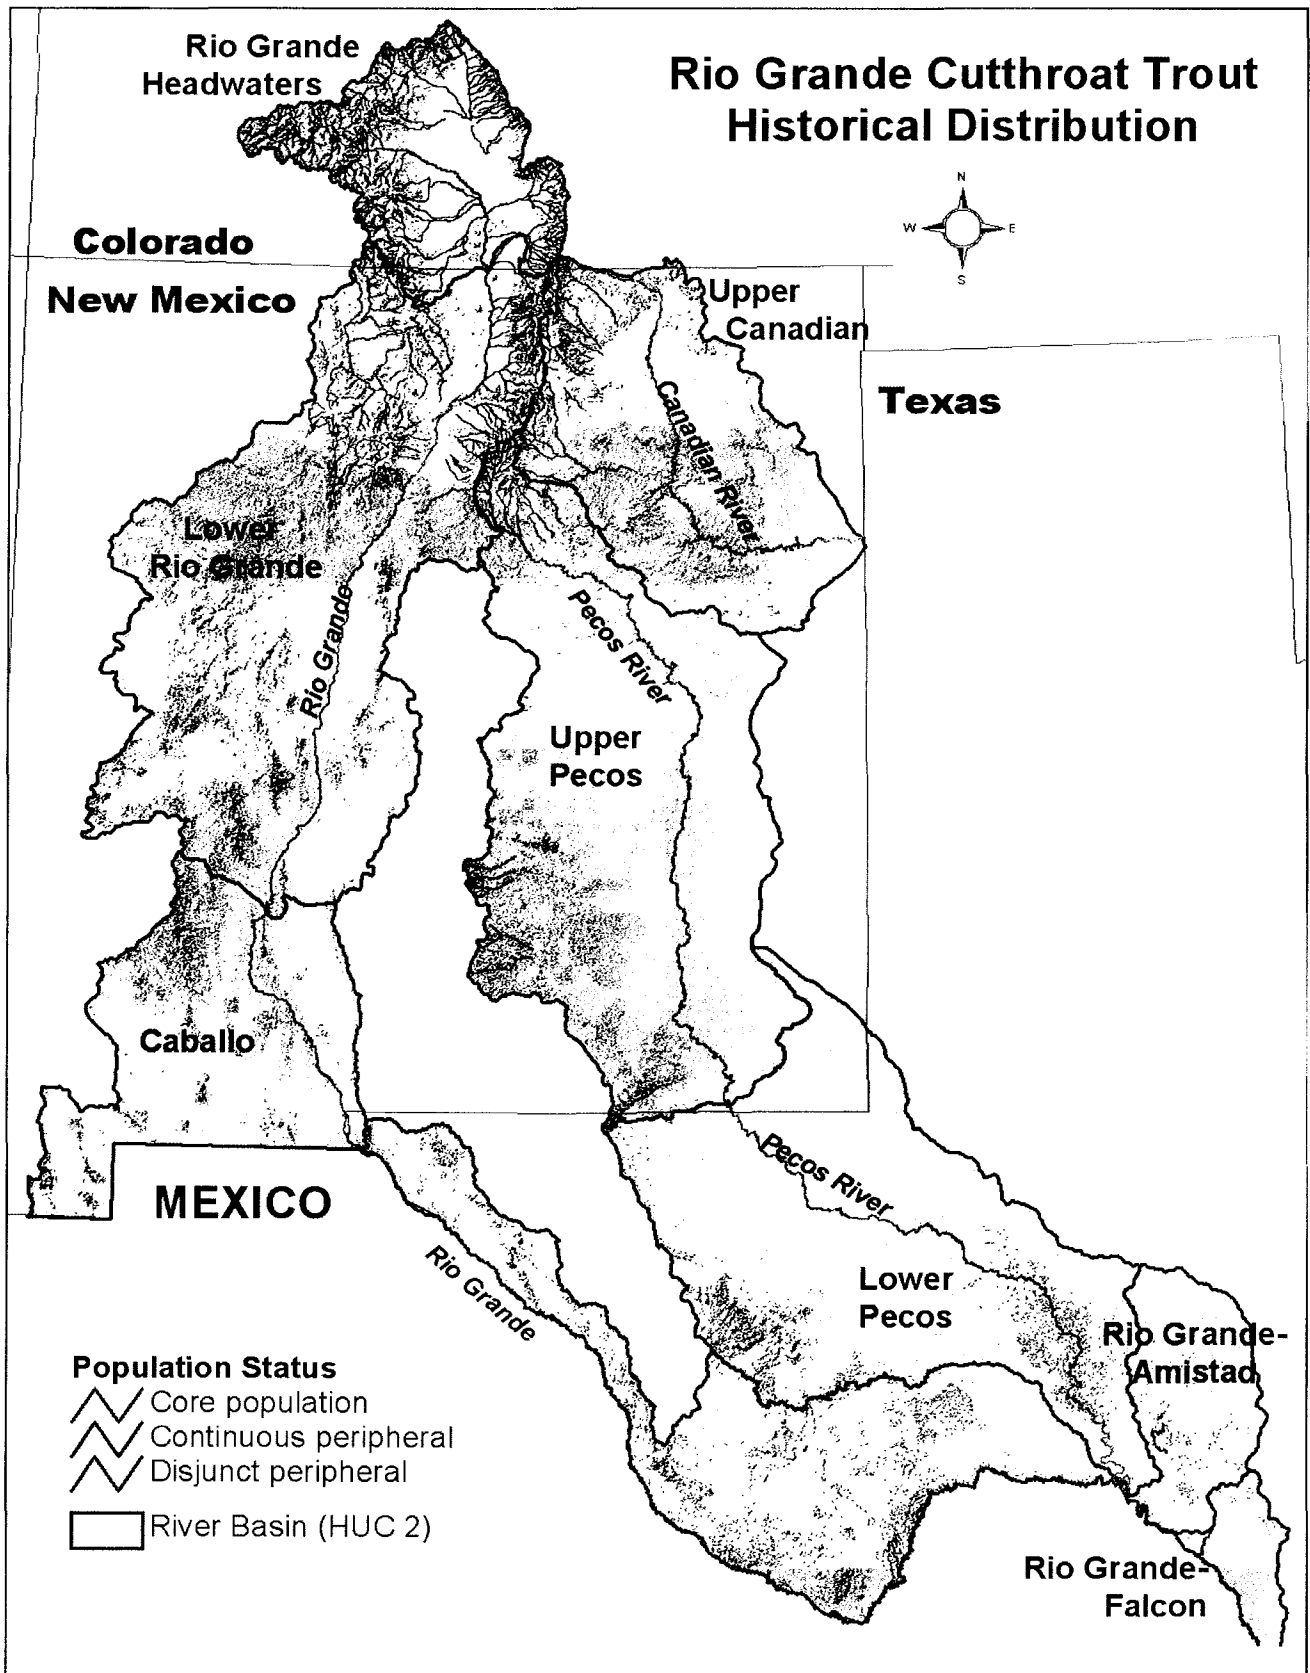 Rio Grande
Headwaters
Rio Grande Cutthroat Trout
Historical Distribution
N
W
E
S
Colorado
New Mexico
Upper
Canadian
Texas
Canadian River
Lower
Rio Grande
Rio Grande
Pecos River
Upper
Pecos
Caballo
MEXICO
Pecos River
Rio Grande
Lower
Pecos
Rio Grande-
Amistad
Population Status
Core population
Continuous peripheral
Disjunct peripheral
River Basin (HUC 2)
Rio Grande-
Falcon